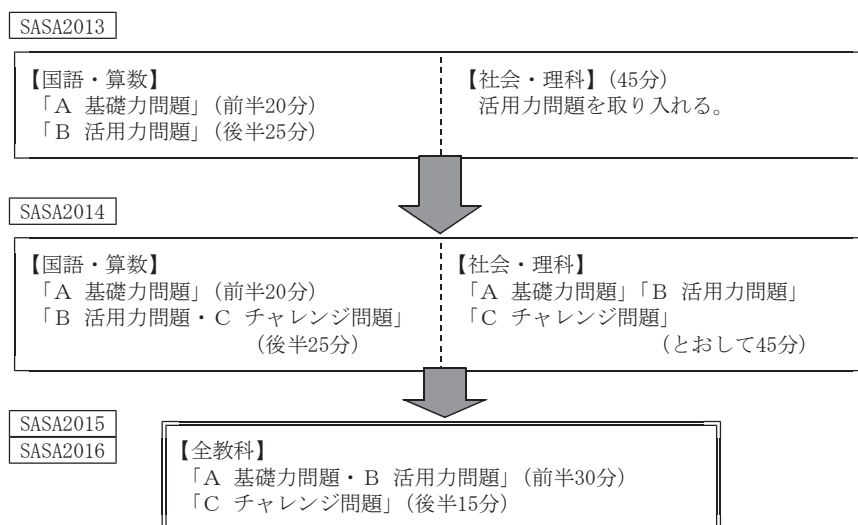 SASA2013
【国語・算数】
「A 基礎力問題」(前半20分)
「B 活用力問題」(後半25分)
【社会・理科】(45分)
活用力問題を取り入れる。
SASA2014
【国語・算数】
「A 基礎力問題」(前半20分)
「B 活用力問題・C チャレンジ問題」
(後半25分)
【社会・理科】
「A 基礎力問題」「B 活用力問題」
「C チャレンジ問題」
(とおして45分)
SASA2015
SASA2016
【全教科】
「A 基礎力問題・B 活用力問題」(前半30分)
「C チャレンジ問題」(後半15分)